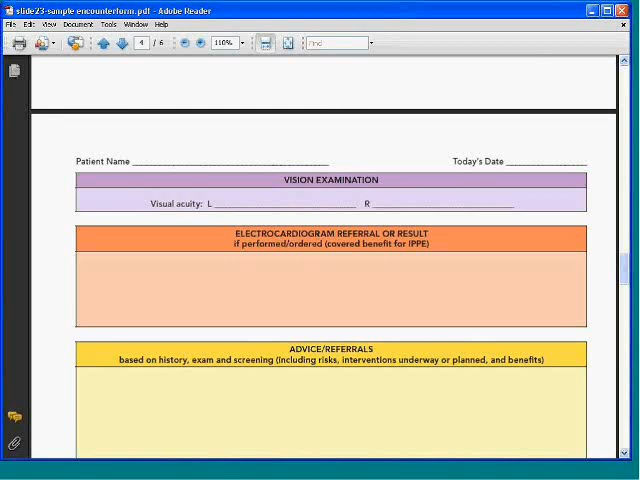 slide23-sample encounterform.pdf - Adobe Reader
File Edit View Document Tools Window Help
4 / 6 110% Find
Patient Name Today's Date
VISION EXAMINATION
Visual acuity: L R
ELECTROCARDIOGRAM REFERRAL OR RESULT
if performed/ordered (covered benefit for IPPE)
ADVICE/REFERRALS
based on history, exam and screening (including risks, interventions underway or planned, and benefits)